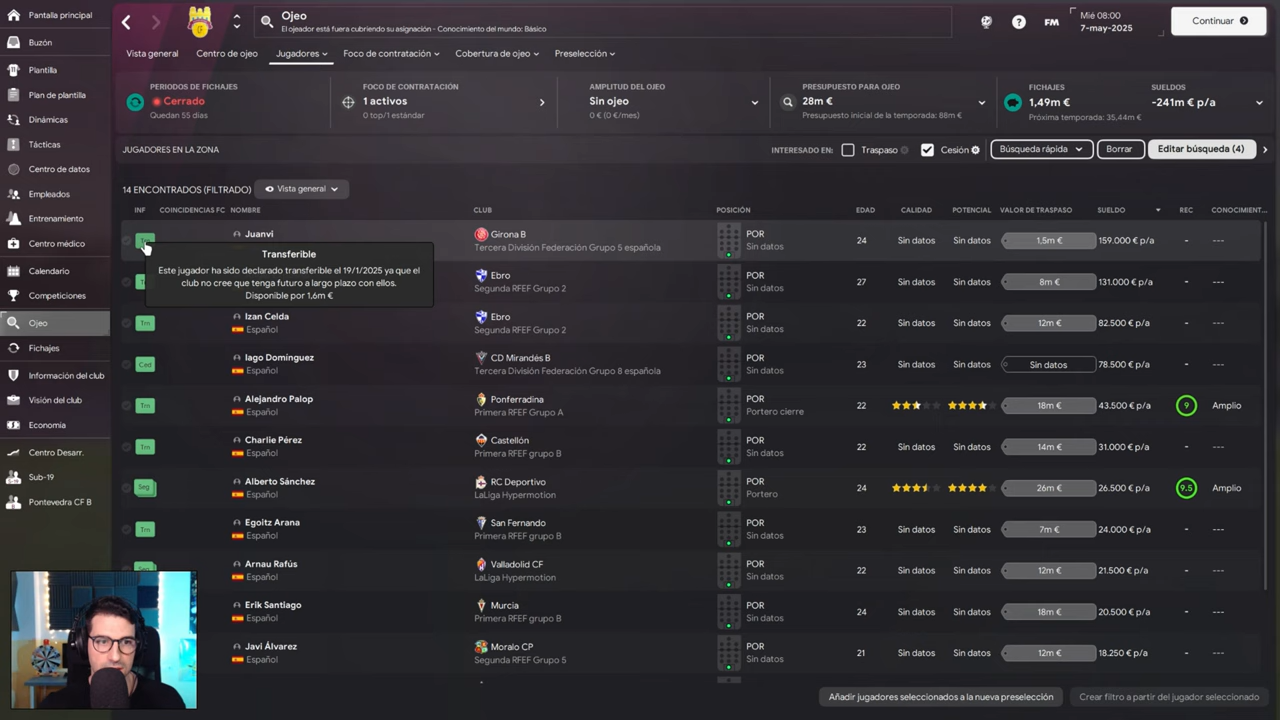 Pantalla principal
Buzón
Plantilla
Plan de plantilla
Dinámicas
Tácticas
Centro de datos
Empleados
Entrenamiento
Centro médico
Calendario
Competiciones
Ojeo
Fichajes
Información del club
Visión del club
Economía
Centro Desarr.
Sub-19
Pontevedra CF B
Ojeo
El ojeador está fuera cubriendo su asignación - Conocimiento del mundo: Básico
FM
Mié 08:00
7-may-2025
Continuar
Vista general
Centro de ojeo
Jugadores
Foco de contratación
Cobertura de ojeo
Preselección
PERIODOS DE FICHAJES
Cerrado
Quedan 55 días
FOCO DE CONTRATACIÓN
1 activos
0 top/1 estándar
AMPLITUD DEL OJEO
Sin ojeo
0 € (0 €/mes)
PRESUPUESTO PARA OJEO
28m €
Presupuesto inicial de la temporada: 88m €
FICHAJES
1,49m €
Próxima temporada: 35,44m €
SUELDOS
-241m € p/a
JUGADORES EN LA ZONA
INTERESADO EN:
Traspaso
Cesión
Búsqueda rápida
Borrar
Editar búsqueda (4)
14 ENCONTRADOS (FILTRADO)
Vista general
INF COINCIDENCIAS FC NOMBRE CLUB POSICIÓN EDAD CALIDAD POTENCIAL VALOR DE TRASPASO SUELDO REC CONOCIMIENT...
Juanvi Girona B Tercera División Federación Grupo 5 española POR Sin datos 24 Sin datos Sin datos 1,5m € 159.000 € p/a - ---
Transferible
Este jugador ha sido declarado transferible el 19/1/2025 ya que el
club no cree que tenga futuro a largo plazo con ellos.
Disponible por 1,6m €
Ebro Segunda RFEF Grupo 2 POR Sin datos 27 Sin datos Sin datos 8m € 131.000 € p/a - ---
Trn Izan Celda Español Ebro Segunda RFEF Grupo 2 POR Sin datos 22 Sin datos Sin datos 12m € 82.500 € p/a - ---
Ced Iago Domínguez Español CD Mirandés B Tercera División Federación Grupo 8 española POR Sin datos 23 Sin datos Sin datos Sin datos 78.500 € p/a - ---
Trn Alejandro Palop Español Ponferradina Primera RFEF Grupo A POR Portero cierre 22 18m € 43.500 € p/a 9 Amplio
Trn Charlie Pérez Español Castellón Primera RFEF grupo B POR Sin datos 22 Sin datos Sin datos 14m € 31.000 € p/a - ---
Seg Alberto Sánchez Español RC Deportivo LaLiga Hypermotion POR Portero 24 26m € 26.500 € p/a 9.5 Amplio
Trn Egoitz Arana Español San Fernando Primera RFEF grupo B POR Sin datos 23 Sin datos Sin datos 7m € 24.000 € p/a - ---
Seg Arnau Rafús Español Valladolid CF LaLiga Hypermotion POR Sin datos 22 Sin datos Sin datos 12m € 21.500 € p/a - ---
Erik Santiago Español Murcia Primera RFEF grupo B POR Sin datos 24 Sin datos Sin datos 18m € 20.500 € p/a - ---
Javi Álvarez Español Moralo CP Segunda RFEF Grupo 5 POR Sin datos 21 Sin datos Sin datos 12m € 18.250 € p/a - ---
Añadir jugadores seleccionados a la nueva preselección
Crear filtro a partir del jugador seleccionado